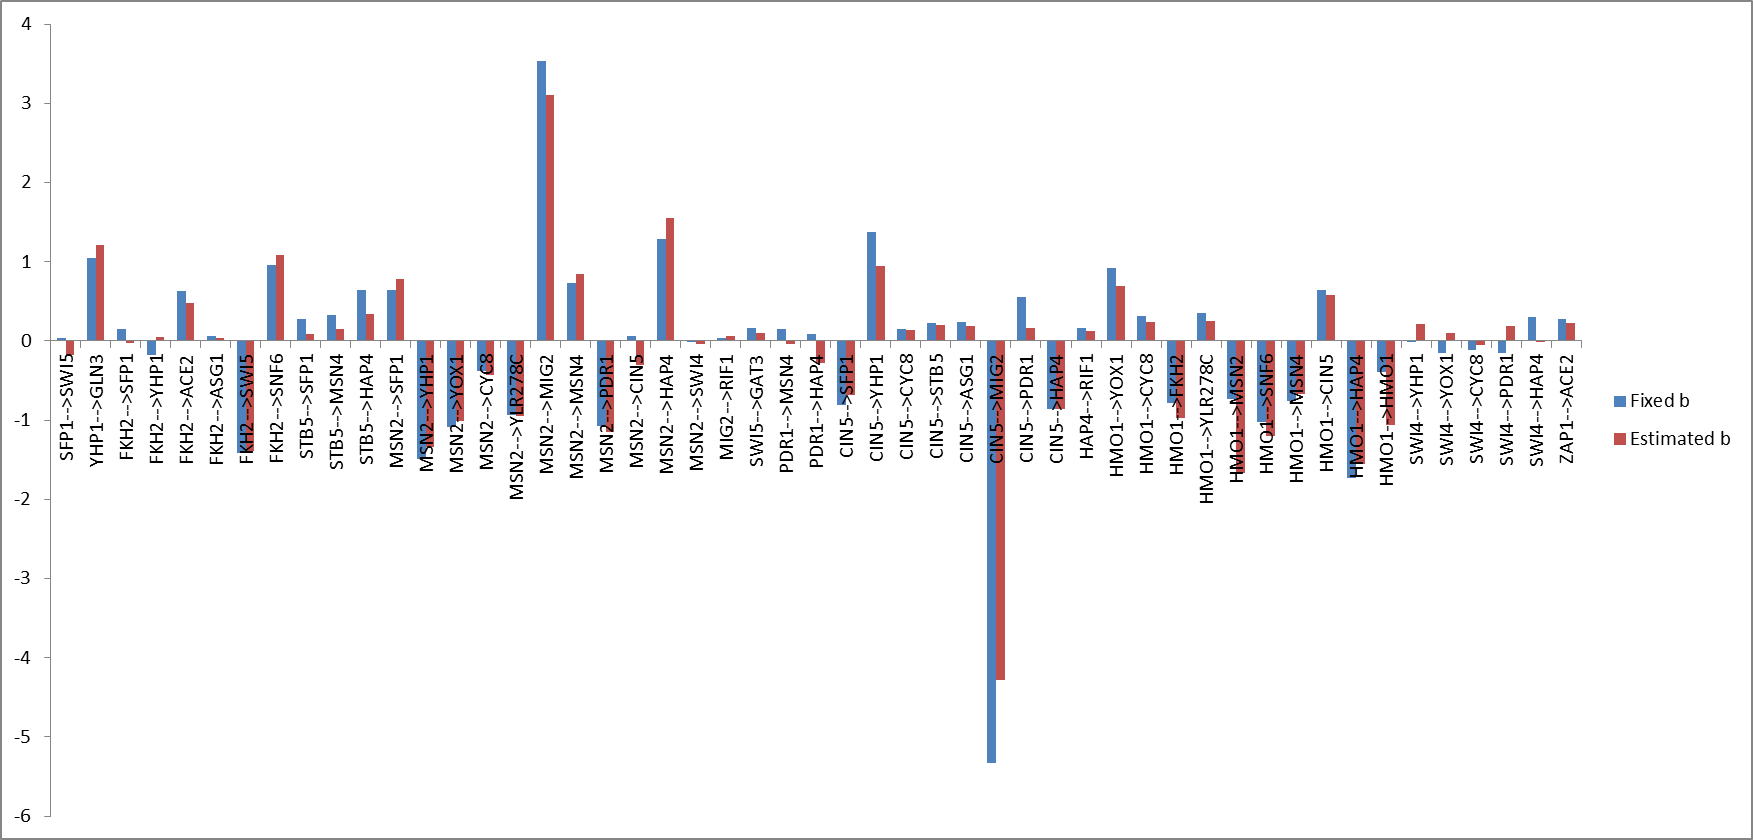 4
3
2
1
0
-1
-2
-3
-4
-5
-6
SFP1-->SWI5
YHP1-->GLN3
FKH2-->SFP1
FKH2-->YHP1
FKH2-->ACE2
FKH2-->ASG1
FKH2-->SWI5
FKH2-->SNF6
STB5-->SFP1
STB5-->MSN4
STB5-->HAP4
MSN2-->SFP1
MSN2-->YHP1
MSN2-->YOX1
MSN2-->CYC8
MSN2-->YLR278C
MSN2-->MIG2
MSN2-->MSN4
MSN2-->PDR1
MSN2-->CIN5
MSN2-->HAP4
MSN2-->SWI4
MIG2-->RIF1
SWI5-->GAT3
PDR1-->MSN4
PDR1-->HAP4
CIN5-->SFP1
CIN5-->YHP1
CIN5-->CYC8
CIN5-->STB5
CIN5-->ASG1
CIN5-->MIG2
CIN5-->PDR1
CIN5-->HAP4
HAP4-->RIF1
HMO1-->YOX1
HMO1-->CYC8
HMO1-->FKH2
HMO1-->YLR278C
HMO1-->MSN2
HMO1-->SNF6
HMO1-->MSN4
HMO1-->CIN5
HMO1-->HAP4
HMO1-->HMO1
SWI4-->YHP1
SWI4-->YOX1
SWI4-->CYC8
SWI4-->PDR1
SWI4-->HAP4
ZAP1-->ACE2
Fixed b
Estimated b